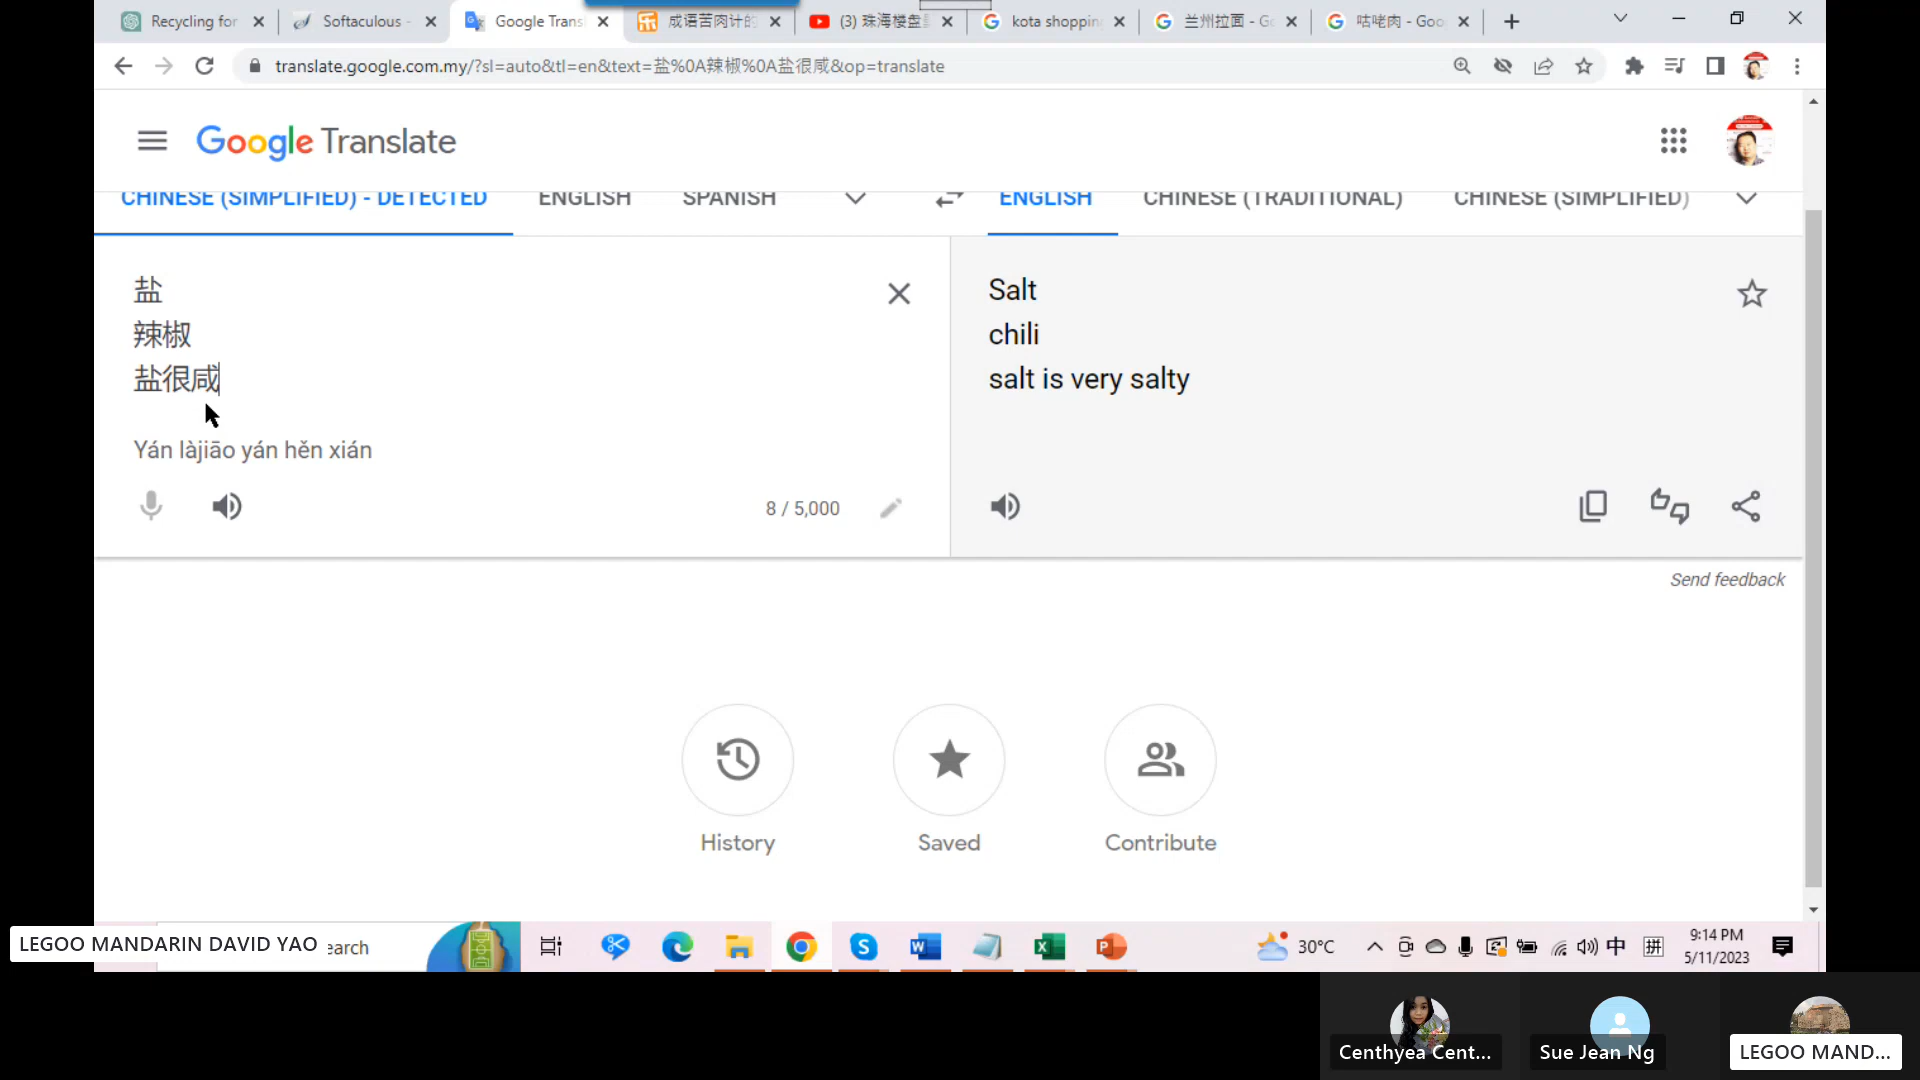 Recycling for
Softaculous -
Google Trans
成语苦肉计的
(3) 珠海楼盘
kota shopping
兰州拉面 - Go
咕咾肉 - Goo
translate.google.com.my/?sl=auto&tl=en&text=盐%0A辣椒%0A盐很咸&op=translate
Google Translate
CHINESE (SIMPLIFIED) - DETECTED
ENGLISH
SPANISH
ENGLISH
CHINESE (TRADITIONAL)
CHINESE (SIMPLIFIED)
盐
辣椒
盐很咸
Yán làjiāo yán hěn xián
8 / 5,000
Salt
chili
salt is very salty
Send feedback
History
Saved
Contribute
LEGOO MANDARIN DAVID YAO
earch
30°C
中
拼
9:14 PM
5/11/2023
Centhyea Cent...
Sue Jean Ng
LEGOO MAND...